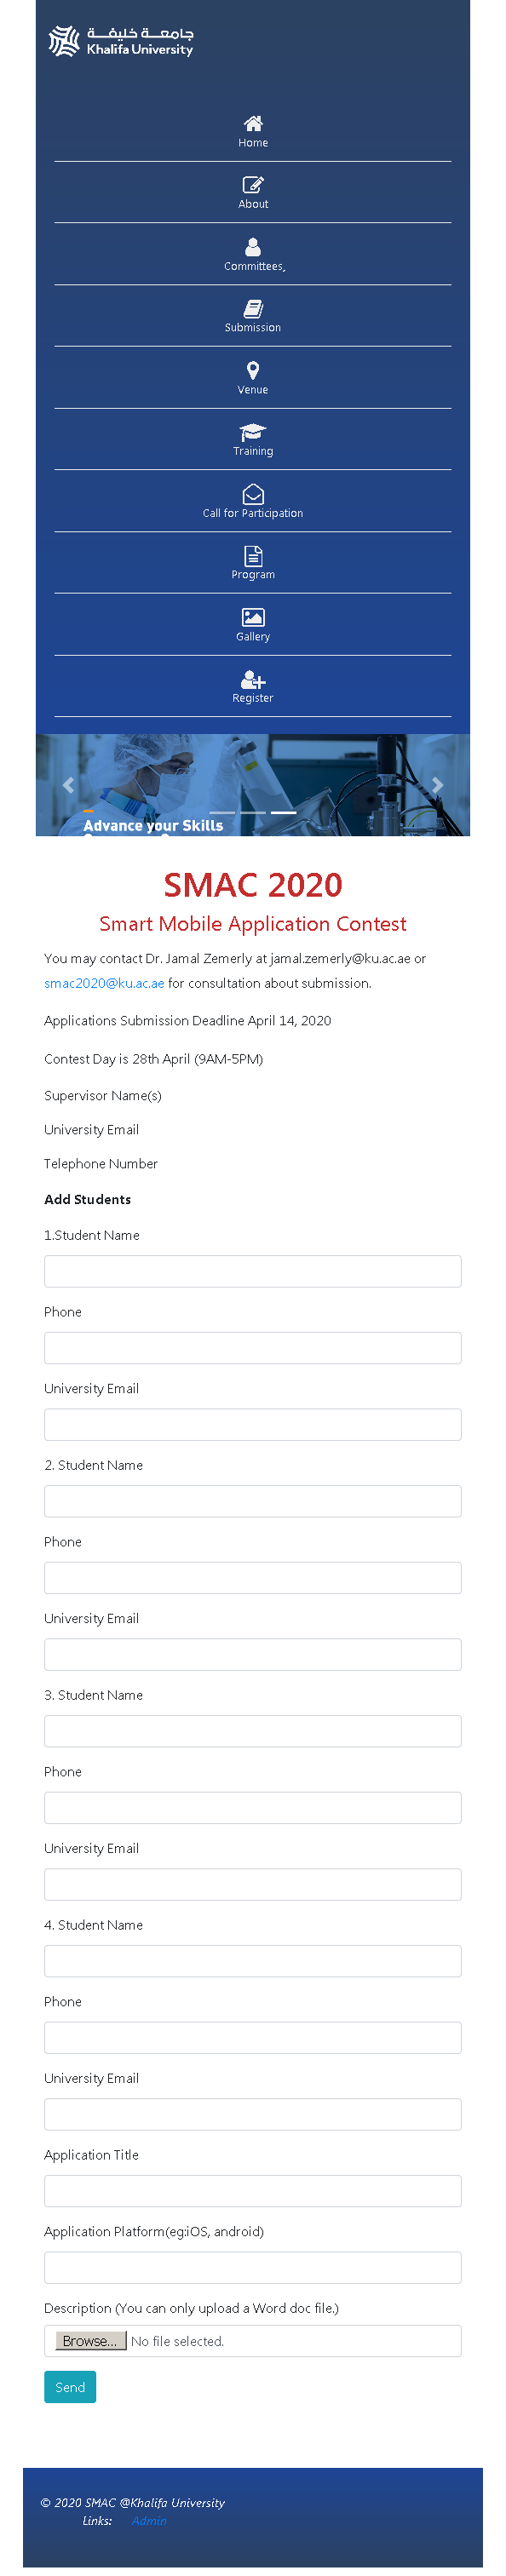 جامعة خليفة
Khalifa University
Home
About
Committees,
Submission
Venue
Training
Call for Participation
Program
Gallery
Register
Advance your Skills
SMAC 2020
Smart Mobile Application Contest
You may contact Dr. Jamal Zemerly at jamal.zemerly@ku.ac.ae or
smac2020@ku.ac.ae for consultation about submission.
Applications Submission Deadline April 14, 2020
Contest Day is 28th April (9AM-5PM)
Supervisor Name(s)
University Email
Telephone Number
Add Students
1.Student Name
Phone
University Email
2. Student Name
Phone
University Email
3. Student Name
Phone
University Email
4. Student Name
Phone
University Email
Application Title
Application Platform(eg:iOS, android)
Description (You can only upload a Word doc file.)
Browse... No file selected.
Send
© 2020 SMAC @Khalifa University
Links: Admin